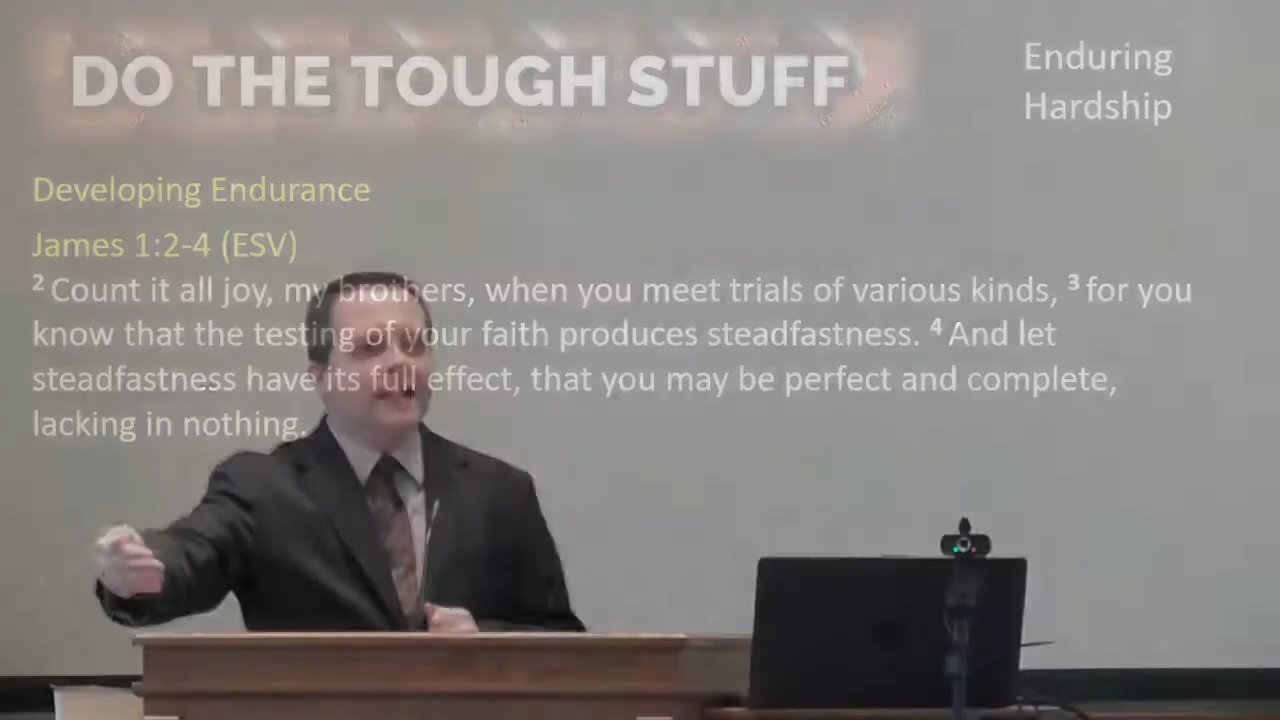 DO THE TOUGH STUFF
Enduring
Hardship
Developing Endurance
James 1:2-4 (ESV)
2 Count it all joy, my brothers, when you meet trials of various kinds, 3 for you
know that the testing of your faith produces steadfastness. 4 And let
steadfastness have its full effect, that you may be perfect and complete,
lacking in nothing.